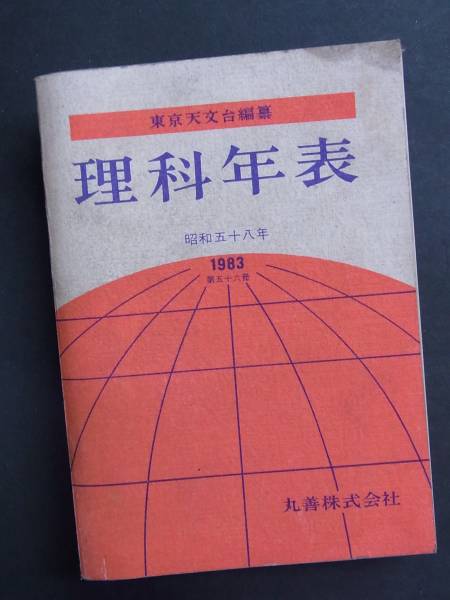 東京天文台編纂
理科年表
昭和五十八年
1983
第五十六冊
丸善株式会社